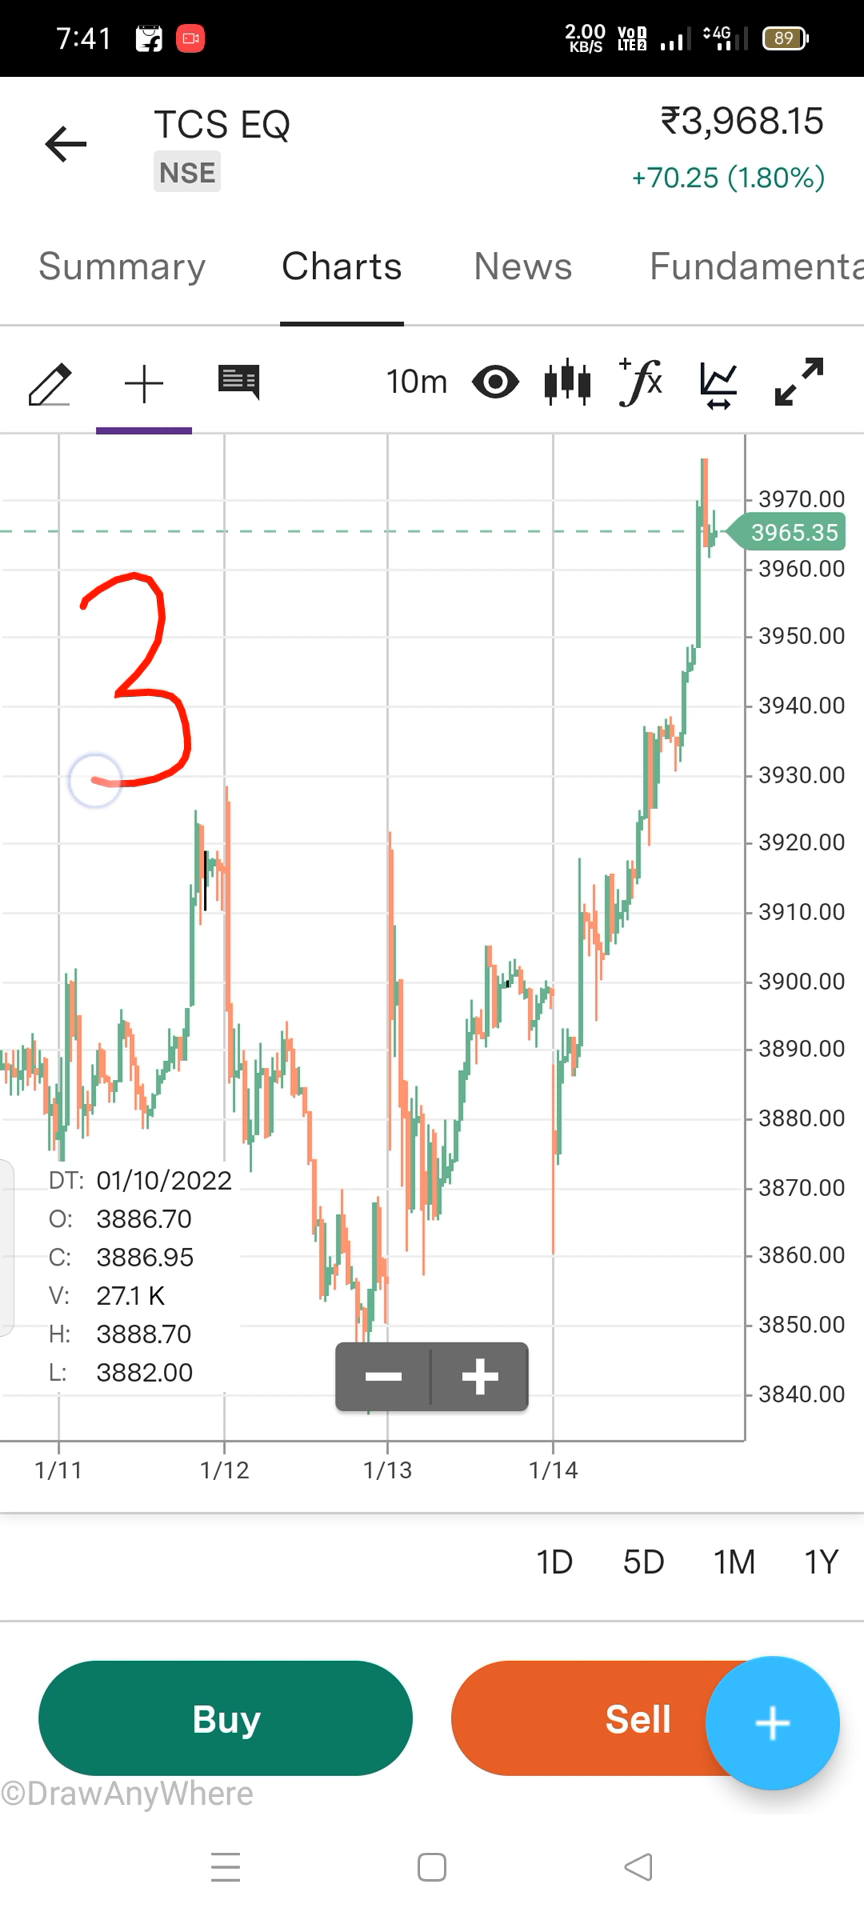 7:41
2.00 KB/S VoD LTE2 4G 89
TCS EQ
₹3,968.15
NSE
+70.25 (1.80%)
Summary Charts News Fundamenta
10m +fx
3970.00
3965.35
3960.00
3
3950.00
3940.00
3930.00
3920.00
3910.00
3900.00
3890.00
3880.00
3870.00
3860.00
3850.00
3840.00
DT: 01/10/2022
O: 3886.70
C: 3886.95
V: 27.1 K
H: 3888.70
L: 3882.00
1/11 1/12 1/13 1/14
1D 5D 1M 1Y
Buy Sell
©DrawAnyWhere